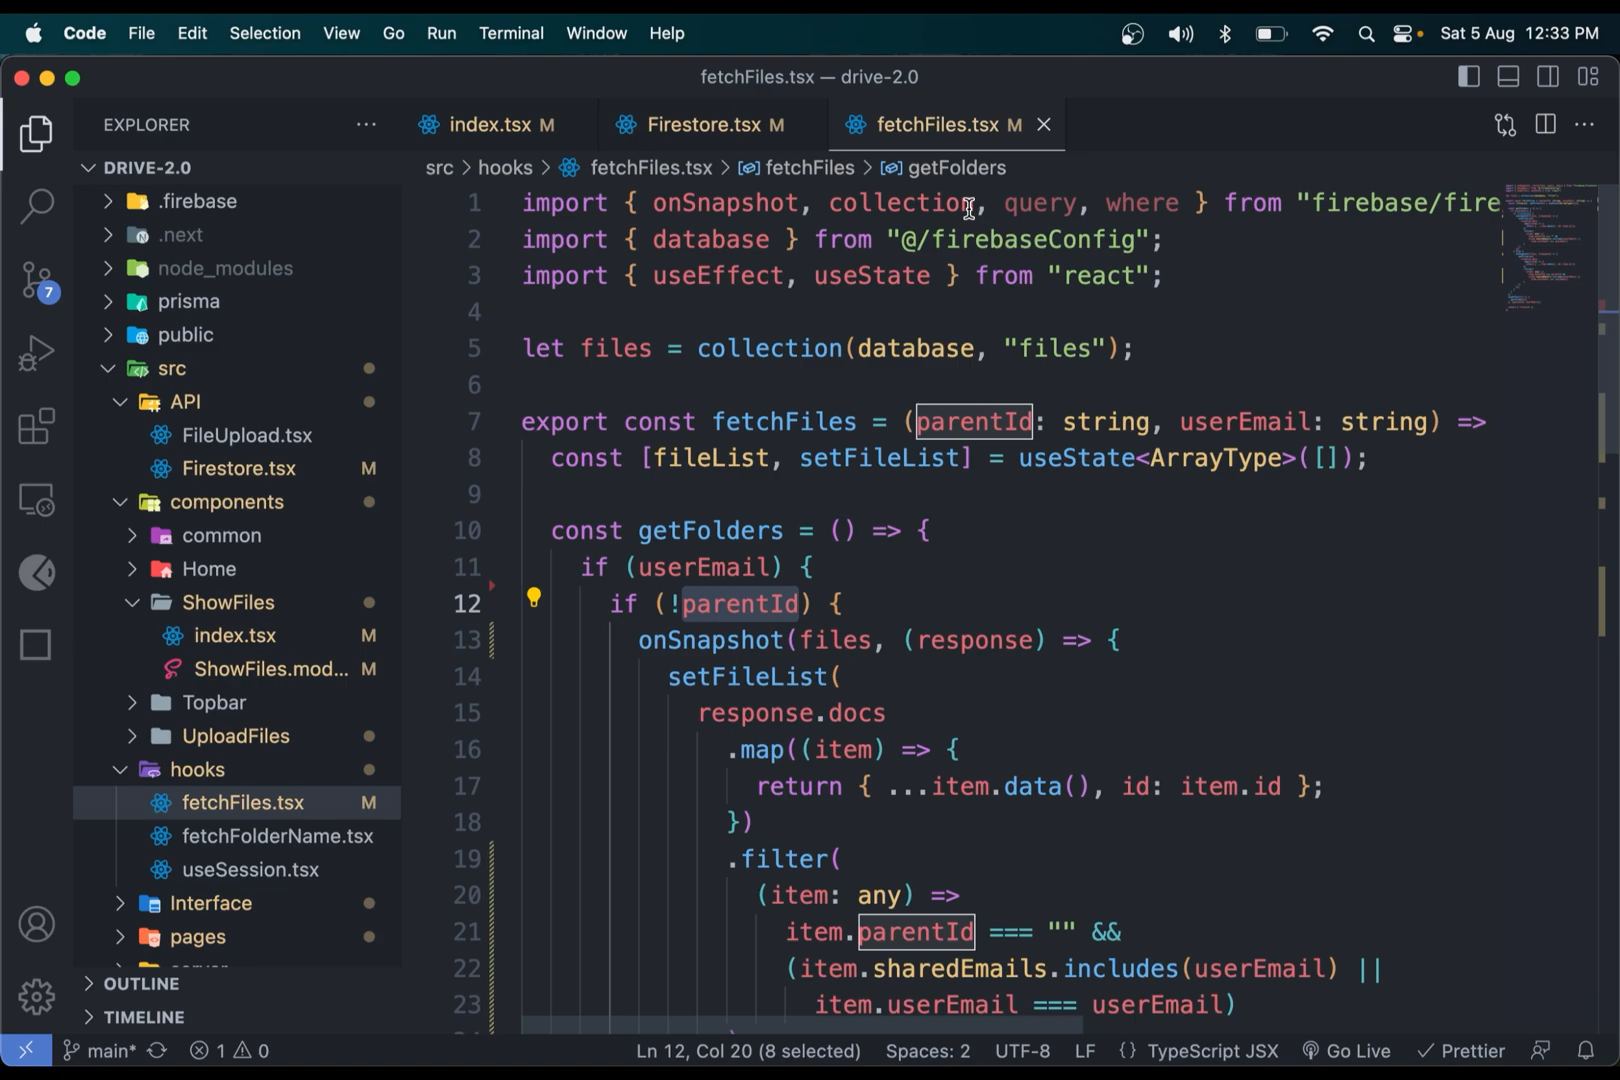 Code File Edit Selection View Go Run Terminal Window Help Sat 5 Aug 12:33 PM
fetchFiles.tsx — drive-2.0
EXPLORER ···
index.tsx M Firestore.tsx M fetchFiles.tsx M
DRIVE-2.0
src > hooks > fetchFiles.tsx > fetchFiles > getFolders
.firebase
.next
node_modules
prisma
public
src
API
FileUpload.tsx
Firestore.tsx M
components
common
Home
ShowFiles
index.tsx M
ShowFiles.mod... M
Topbar
UploadFiles
hooks
fetchFiles.tsx M
fetchFolderName.tsx
useSession.tsx
Interface
pages
OUTLINE
TIMELINE
7
1 import { onSnapshot, collection, query, where } from "firebase/fire
2 import { database } from "@/firebaseConfig";
3 import { useEffect, useState } from "react";
4
5 let files = collection(database, "files");
6
7 export const fetchFiles = (parentId: string, userEmail: string) =>
8 const [fileList, setFileList] = useState<ArrayType>([]);
9
10 const getFolders = () => {
11 if (userEmail) {
12 if (!parentId) {
13 onSnapshot(files, (response) => {
14 setFileList(
15 response.docs
16 .map((item) => {
17 return { ...item.data(), id: item.id };
18 })
19 .filter(
20 (item: any) =>
21 item.parentId === "" &&
22 (item.sharedEmails.includes(userEmail) ||
23 item.userEmail === userEmail)
main* 1 0 Ln 12, Col 20 (8 selected) Spaces: 2 UTF-8 LF {} TypeScript JSX Go Live Prettier